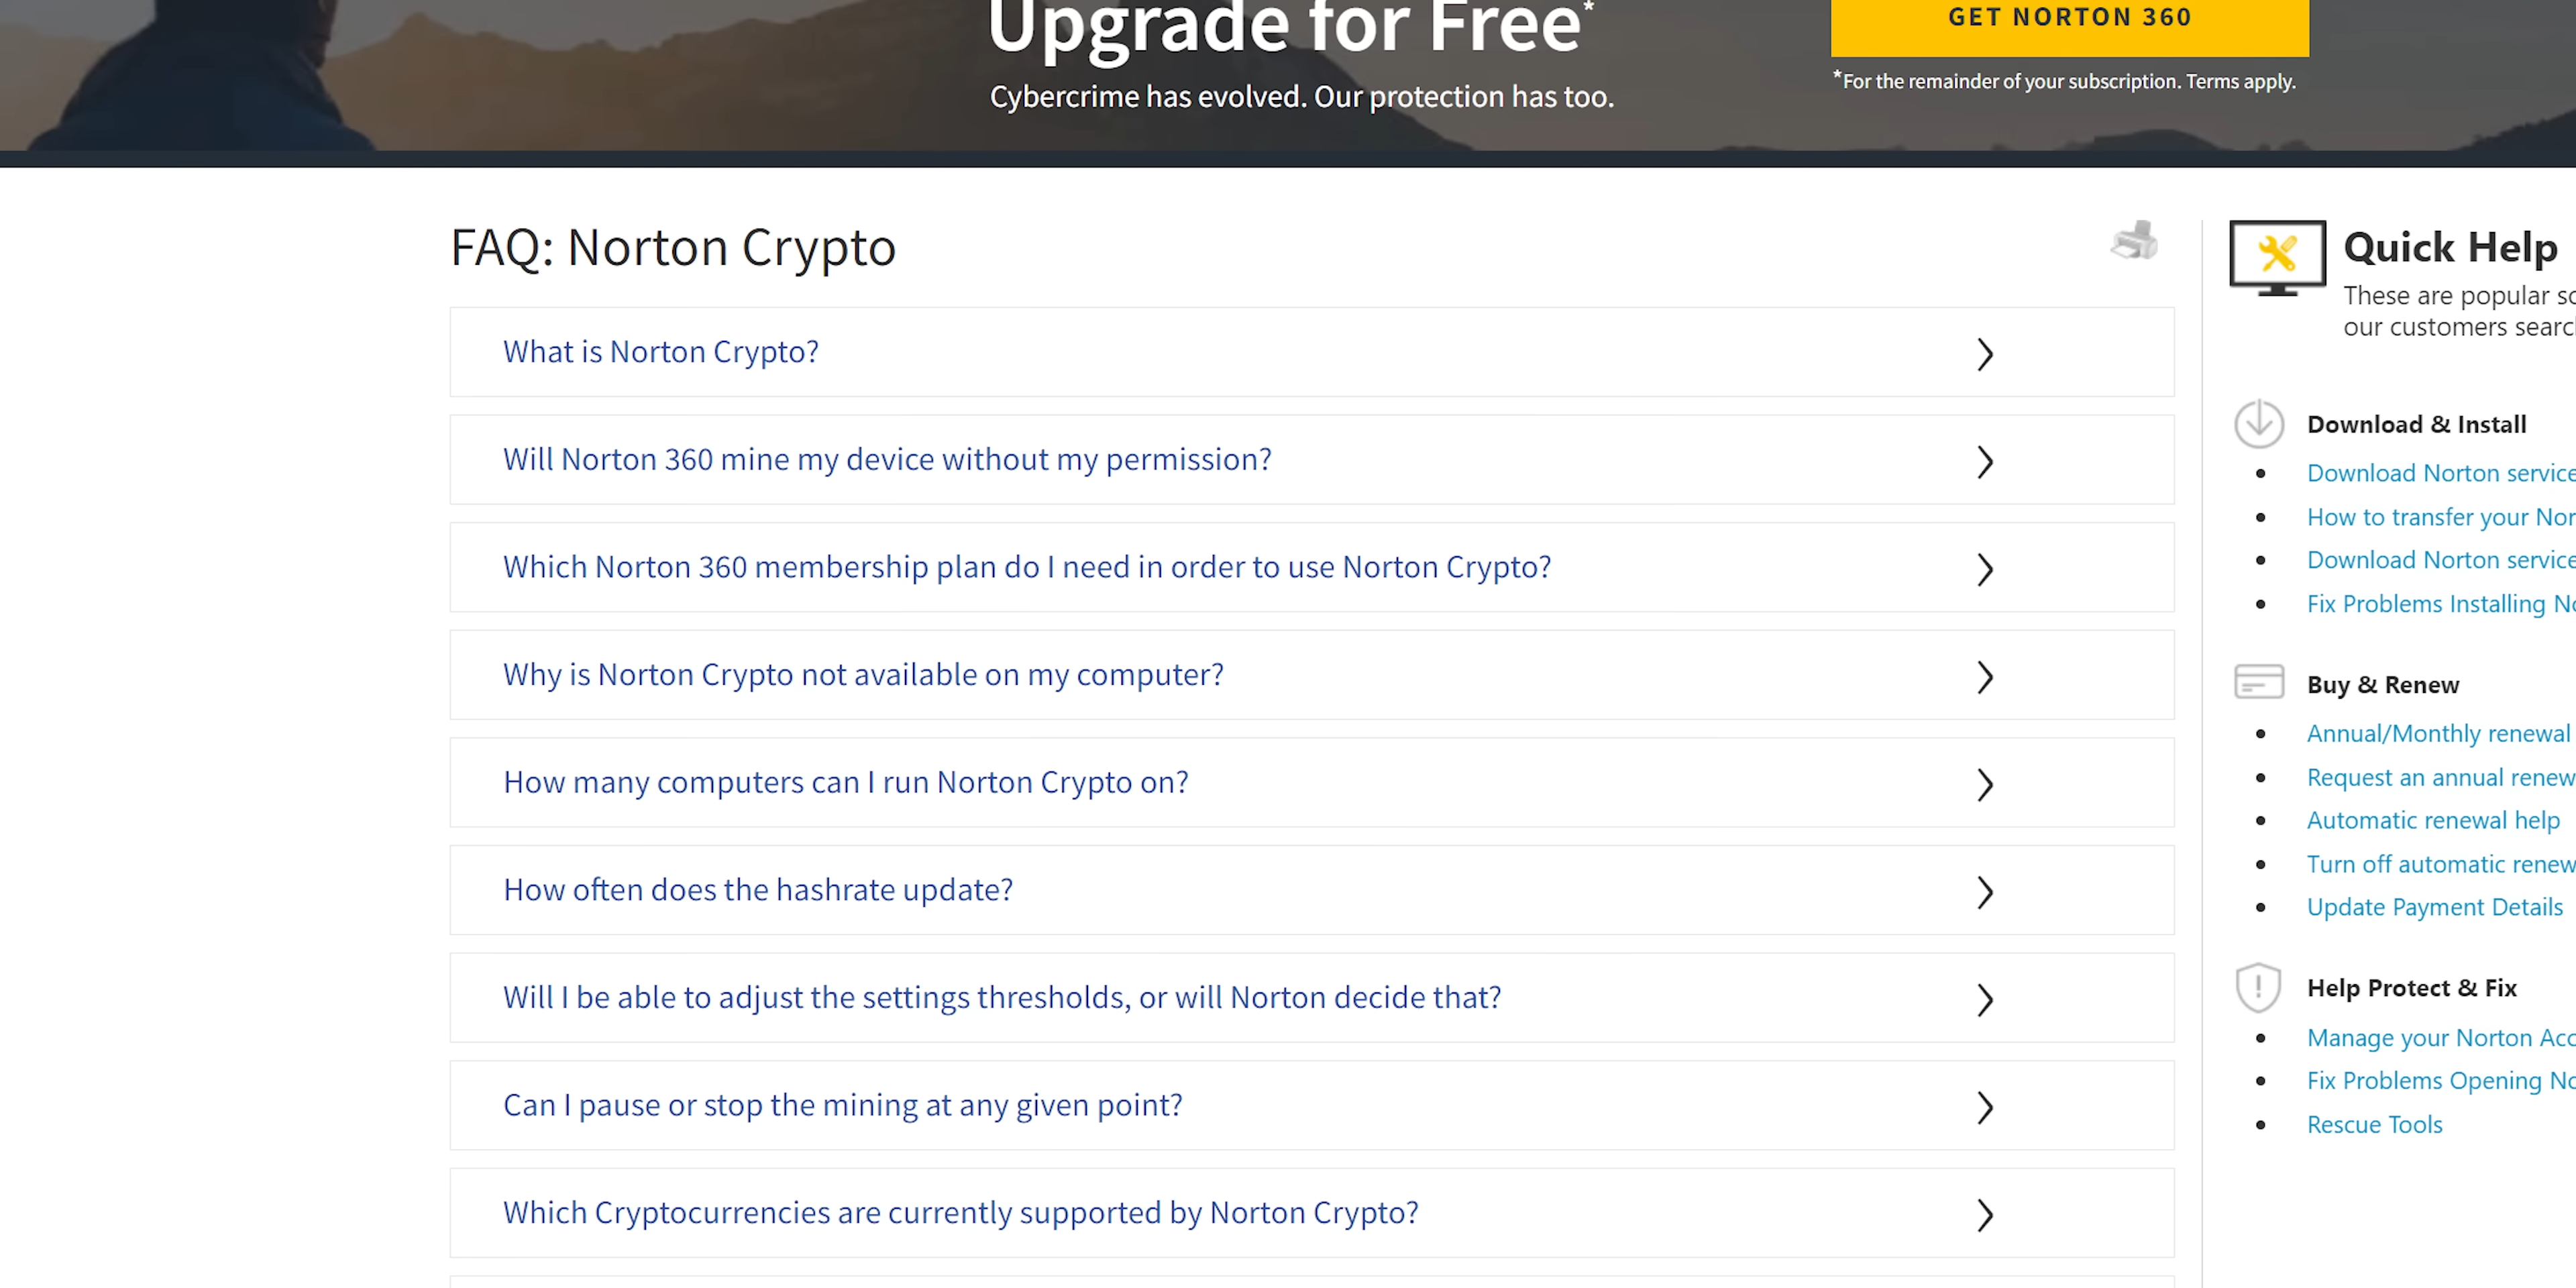 Upgrade for Free*
Cybercrime has evolved. Our protection has too.
GET NORTON 360
*For the remainder of your subscription. Terms apply.
FAQ: Norton Crypto
What is Norton Crypto?
Will Norton 360 mine my device without my permission?
Which Norton 360 membership plan do I need in order to use Norton Crypto?
Why is Norton Crypto not available on my computer?
How many computers can I run Norton Crypto on?
How often does the hashrate update?
Will I be able to adjust the settings thresholds, or will Norton decide that?
Can I pause or stop the mining at any given point?
Which Cryptocurrencies are currently supported by Norton Crypto?
Quick Help
These are popular
our customers
Download & Install
Download Norton
How to transfer your
Download Norton
Fix Problems Installing
Buy & Renew
Annual/Monthly renewal
Request an annual
Automatic renewal help
Turn off automatic
Update Payment Details
Help Protect & Fix
Manage your Norton
Fix Problems Opening
Rescue Tools